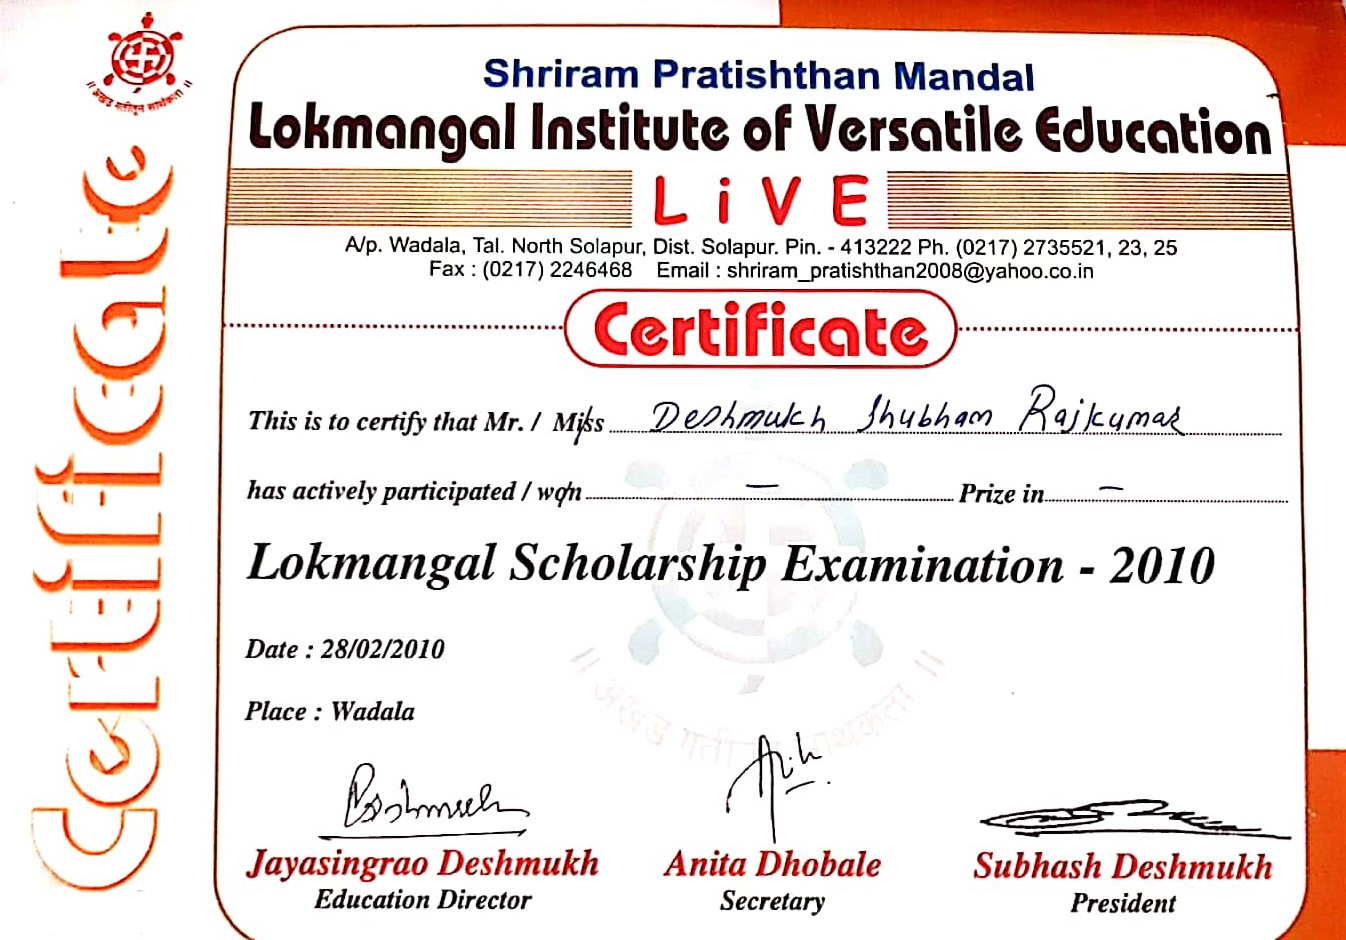 ॥ अखंड गतीतून सार्थकता ॥
Certificate
Shriram Pratishthan Mandal
Lokmangal Institute of Versatile Education
LiVE
A/p. Wadala, Tal. North Solapur, Dist. Solapur. Pin. - 413222 Ph. (0217) 2735521, 23, 25
Fax : (0217) 2246468 Email : shriram_pratishthan2008@yahoo.co.in
Certificate
This is to certify that Mr. / Miss Deshmukh Shubham Rajkumar
has actively participated / won — Prize in —
Lokmangal Scholarship Examination - 2010
Date : 28/02/2010
Place : Wadala
Jayasingrao Deshmukh Anita Dhobale Subhash Deshmukh
Education Director Secretary President